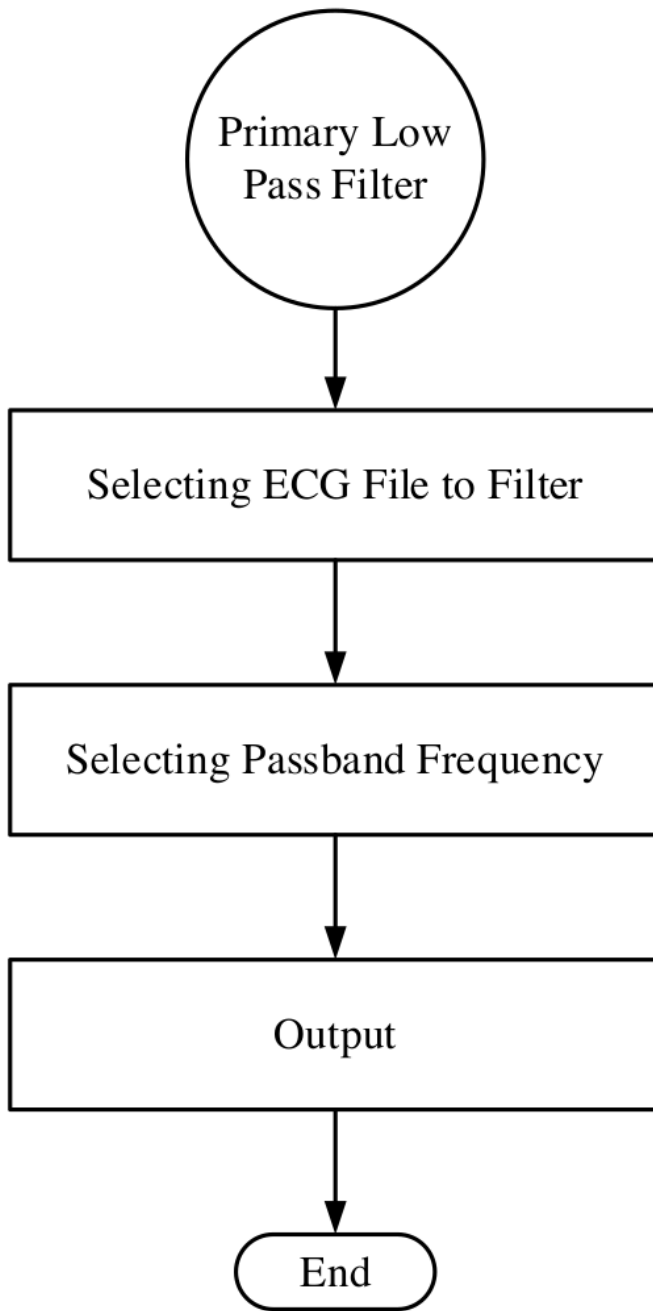 Primary Low
Pass Filter
Selecting ECG File to Filter
Selecting Passband Frequency
Output
End